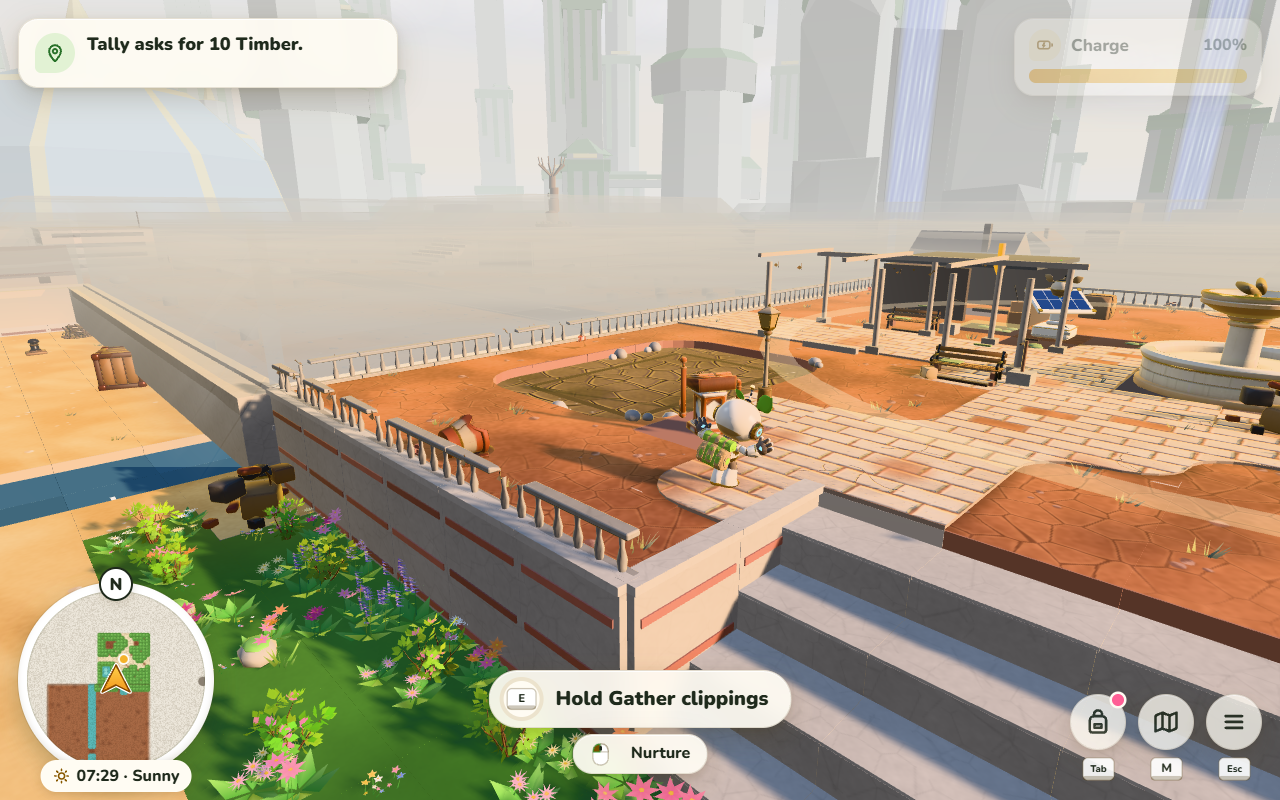 Tally asks for 10 Timber.
Charge 100%
N
E Hold Gather clippings
Nurture
07:29 · Sunny
Tab M Esc